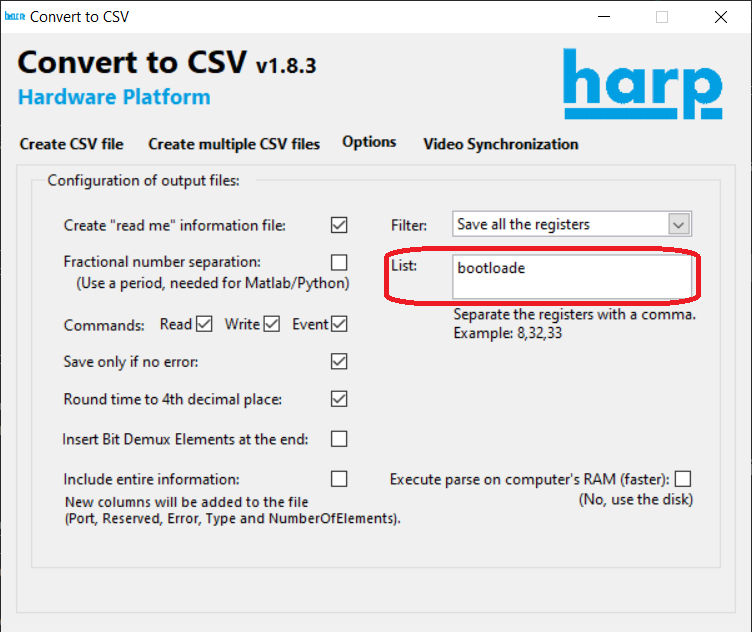 harp Convert to CSV
Convert to CSV v1.8.3
Hardware Platform
harp
Create CSV file Create multiple CSV files Options Video Synchronization
Configuration of output files:
Create "read me" information file:
Filter: Save all the registers
Fractional number separation:
(Use a period, needed for Matlab/Python)
List: bootloade
Separate the registers with a comma.
Example: 8,32,33
Commands: Read Write Event
Save only if no error:
Round time to 4th decimal place:
Insert Bit Demux Elements at the end:
Include entire information:
New columns will be added to the file
(Port, Reserved, Error, Type and NumberOfElements).
Execute parse on computer's RAM (faster):
(No, use the disk)